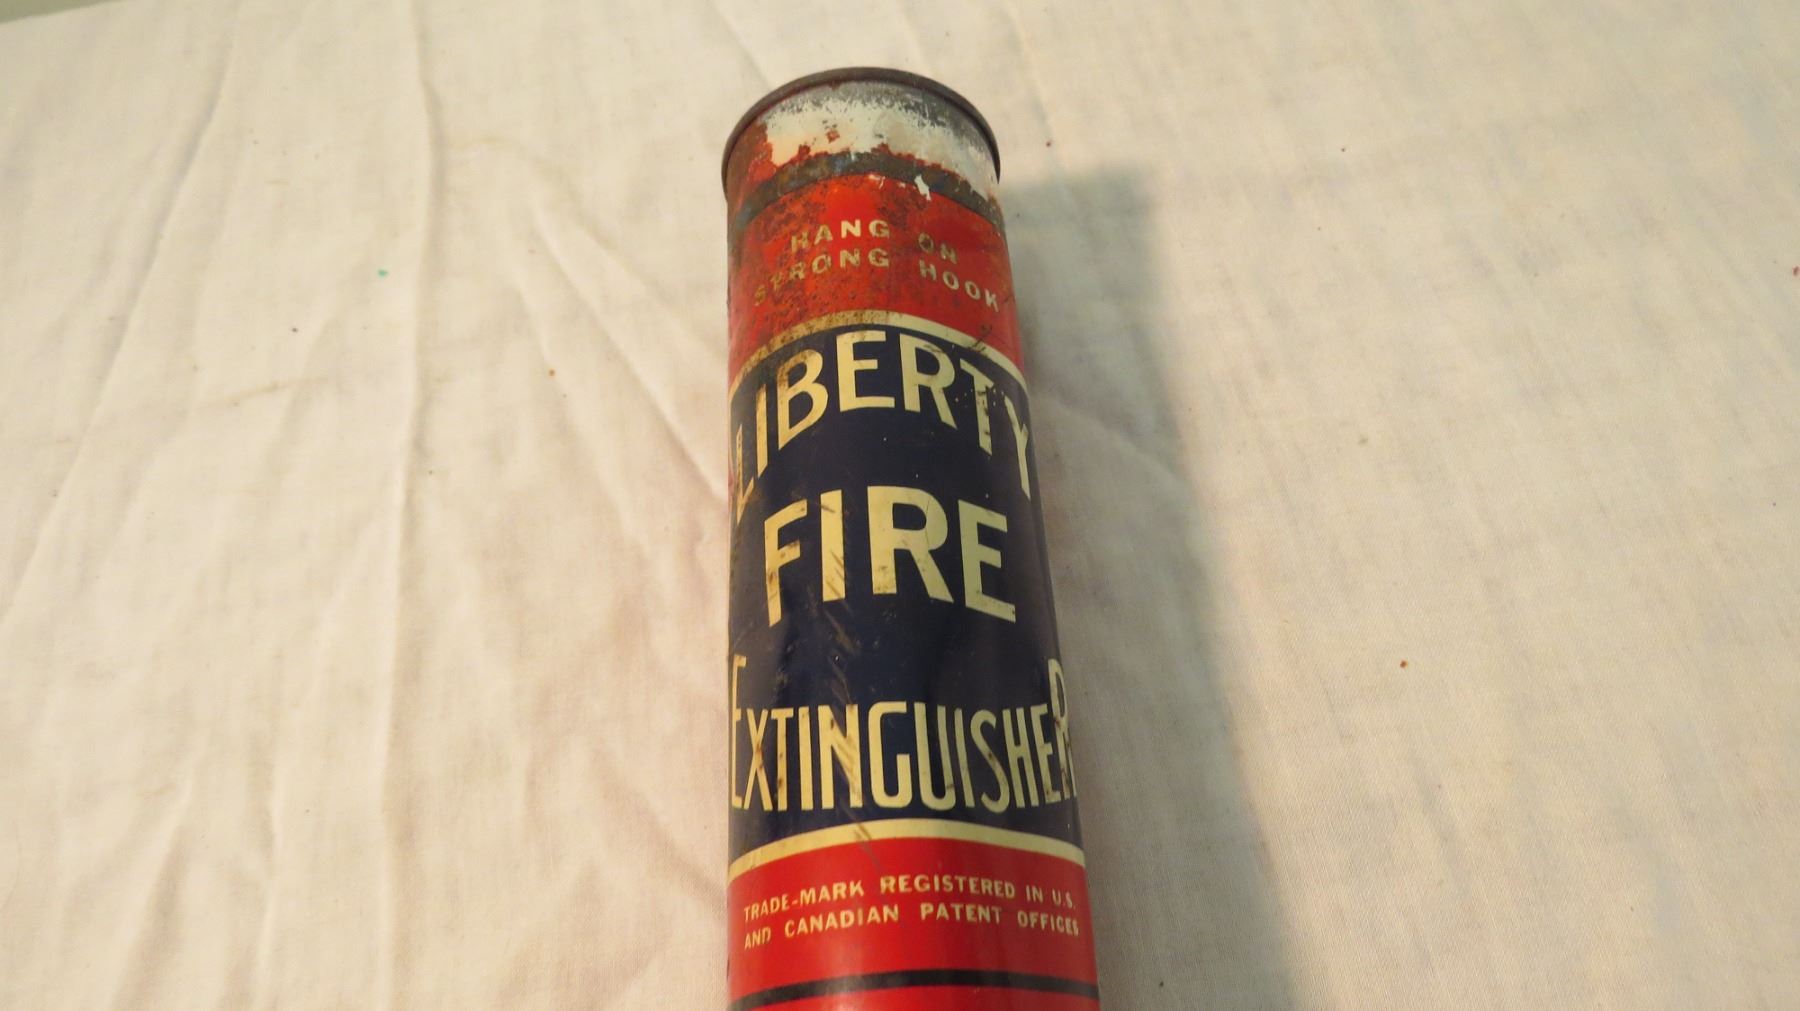 HANG ON
STRONG HOOK
LIBERTY
FIRE
EXTINGUISHER
TRADE-MARK REGISTERED IN U.S.
AND CANADIAN PATENT OFFICES